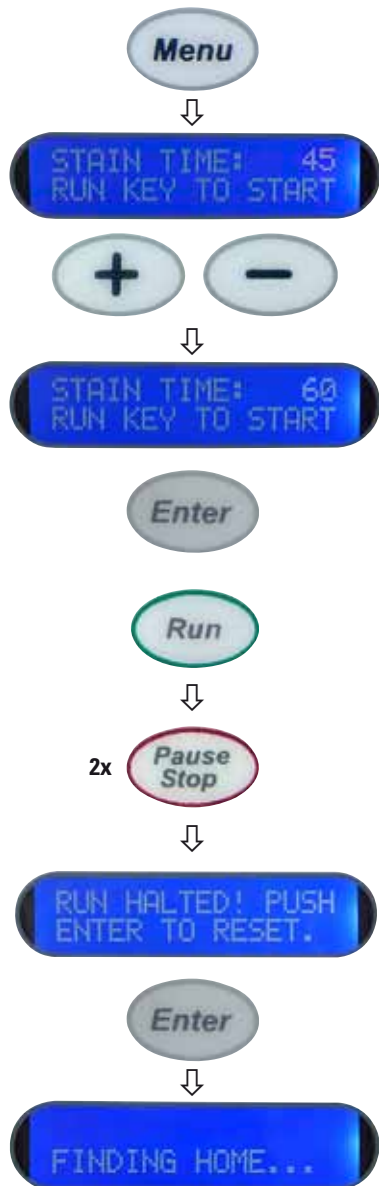 Menu
STAIN TIME: 45
RUN KEY TO START
+ −
STAIN TIME: 60
RUN KEY TO START
Enter
Run
2x Pause
Stop
RUN HALTED! PUSH
ENTER TO RESET.
Enter
FINDING HOME...